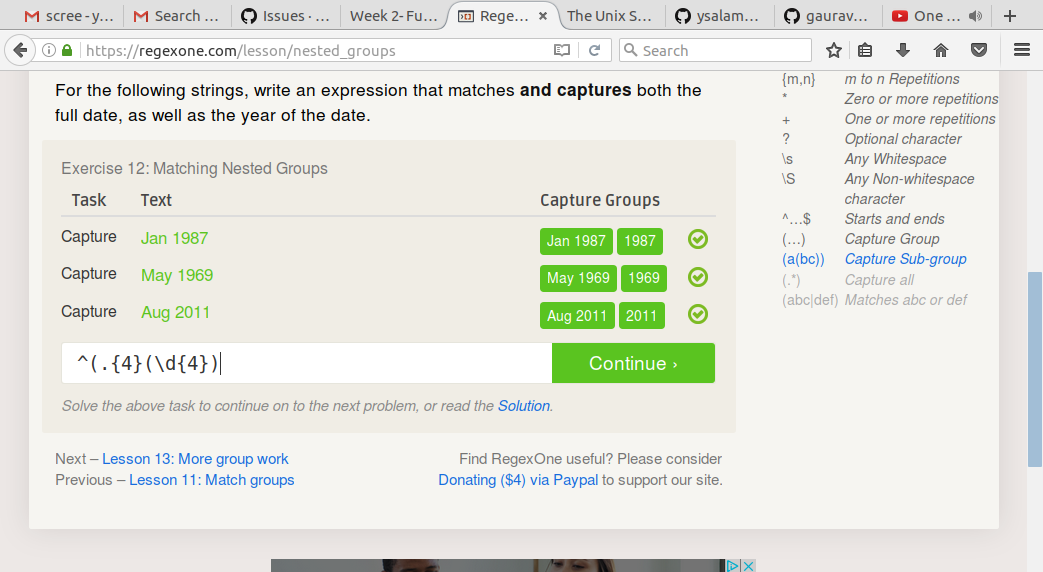 scree - y... Search ... Issues · ... Week 2- Fu... Rege... × The Unix S... ysalam... gaurav... One ...
https://regexone.com/lesson/nested_groups Search
For the following strings, write an expression that matches and captures both the
full date, as well as the year of the date.
Exercise 12: Matching Nested Groups
Task Text Capture Groups
Capture Jan 1987 Jan 1987 1987
Capture May 1969 May 1969 1969
Capture Aug 2011 Aug 2011 2011
^(.{4}(\d{4})
Continue ›
Solve the above task to continue on to the next problem, or read the Solution.
Next – Lesson 13: More group work
Previous – Lesson 11: Match groups
Find RegexOne useful? Please consider
Donating ($4) via Paypal to support our site.
{m,n} m to n Repetitions
* Zero or more repetitions
+ One or more repetitions
? Optional character
\s Any Whitespace
\S Any Non-whitespace
character
^...$ Starts and ends
(...) Capture Group
(a(bc)) Capture Sub-group
(.*) Capture all
(abc|def) Matches abc or def